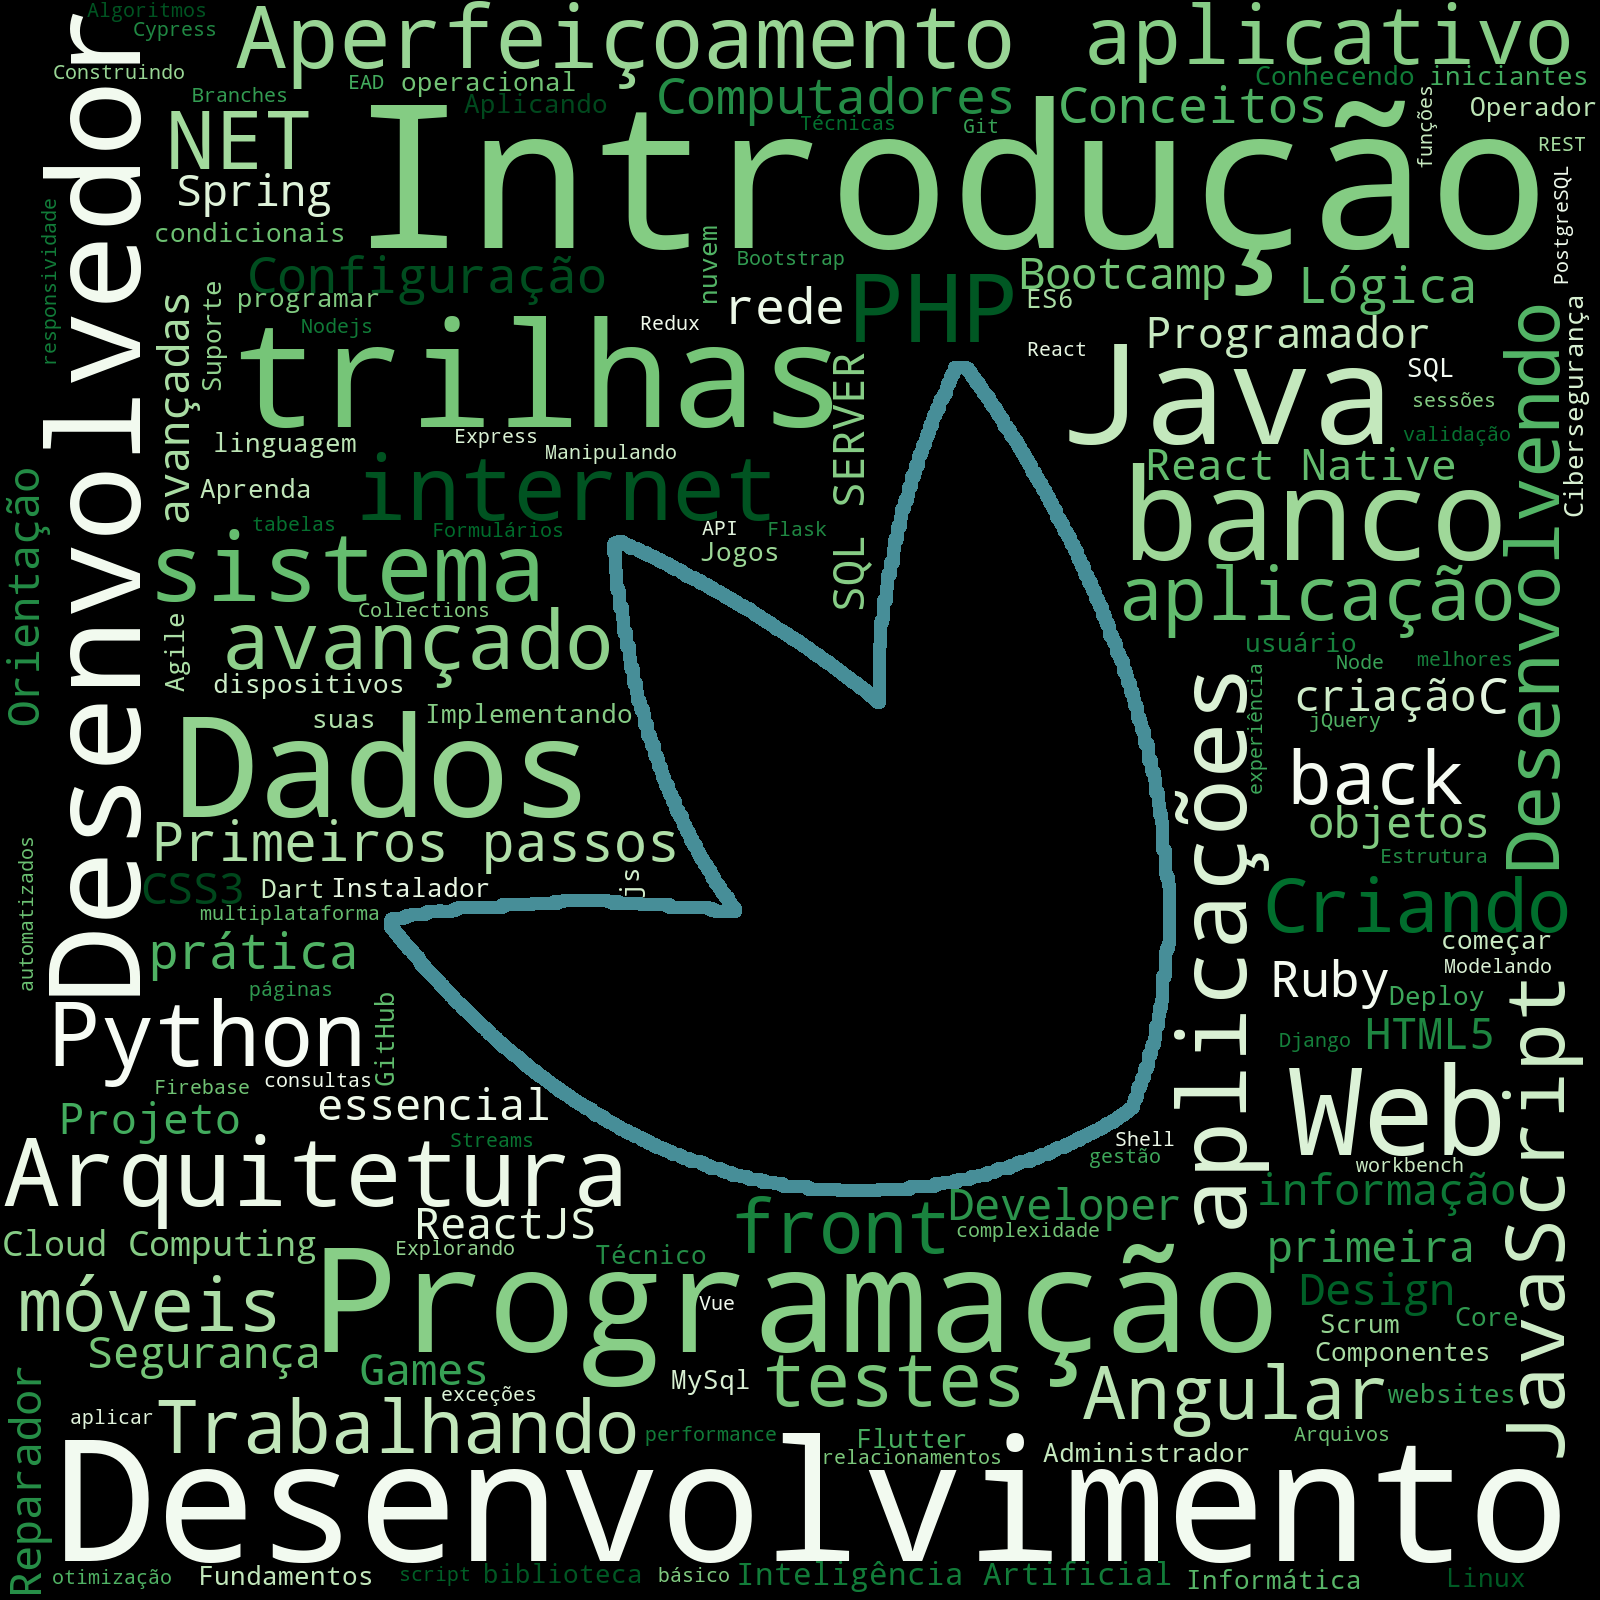 Algoritmos
Cypress
Aperfeiçoamento
aplicativo
Construindo
EAD
operacional
Conhecendo
iniciantes
Branches
Aplicando
Computadores
Conceitos
funções
Operador
Técnicas
Git
NET
Introdução
REST
Spring
condicionais
PostgreSQL
responsividade
Desenvolvedor
Configuração
nuvem
Bootstrap
PHP
Bootcamp
Lógica
programar
Suporte
avançadas
Nodejs
Redux
rede
ES6
Programador
React
trilhas
Java
SQL
Cibersegurança
Desenvolvendo
sessões
validação
linguagem
Express
Manipulando
SQL SERVER
React Native
Aprenda
internet
banco
Orientação
tabelas
Formulários
API
Flask
Jogos
sistema
aplicação
Collections
Agile
avançado
usuário
Node
melhores
dispositivos
experiência
criação
C
suas
Implementando
jQuery
aplicações
Dados
back
objetos
Primeiros passos
Estrutura
automatizados
CSS3
Dart
Instalador
js
Criando
multiplataforma
prática
começar
Modelando
Ruby
páginas
Deploy
Python
GitHub
Django
HTML5
JavaScript
Firebase
consultas
Web
Projeto
essencial
Streams
Shell
gestão
workbench
Arquitetura
informação
Developer
front
ReactJS
complexidade
Cloud Computing
Explorando
Técnico
primeira
Programação
móveis
Vue
Design
Core
Scrum
Segurança
Componentes
Games
MySql
testes
Angular
websites
exceções
Reparador
aplicar
Trabalhando
performance
Flutter
Arquivos
relacionamentos
Administrador
Desenvolvimento
otimização
Fundamentos
script
biblioteca
básico
Inteligência Artificial
Informática
Linux